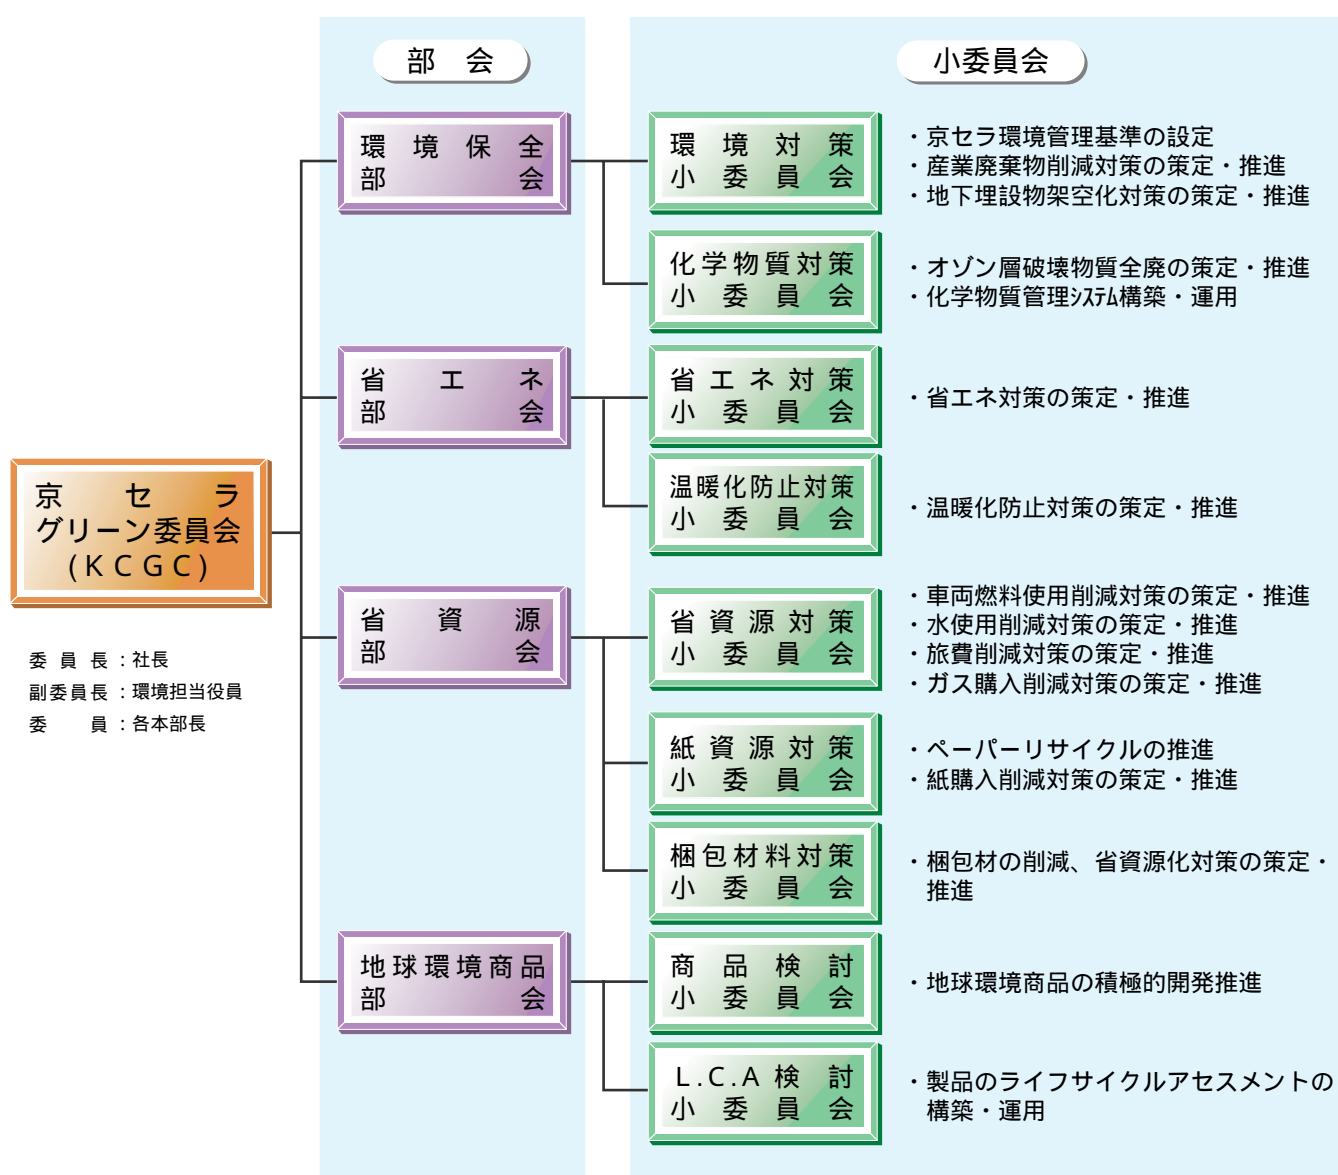 部会
小委員会
京セラ
グリーン委員会
(KCGC)
委員長：社長
副委員長：環境担当役員
委員：各本部長
環境保全
部会
環境対策
小委員会
・京セラ環境管理基準の設定
・産業廃棄物削減対策の策定・推進
・地下埋設物架空化対策の策定・推進
化学物質対策
小委員会
・オゾン層破壊物質全廃の策定・推進
・化学物質管理ｼｽﾃﾑ構築・運用
省エネ
部会
省エネ対策
小委員会
・省エネ対策の策定・推進
温暖化防止対策
小委員会
・温暖化防止対策の策定・推進
省資源
部会
省資源対策
小委員会
・車両燃料使用削減対策の策定・推進
・水使用削減対策の策定・推進
・旅費削減対策の策定・推進
・ガス購入削減対策の策定・推進
紙資源対策
小委員会
・ペーパーリサイクルの推進
・紙購入削減対策の策定・推進
梱包材料対策
小委員会
・梱包材の削減、省資源化対策の策定・
推進
地球環境商品
部会
商品検討
小委員会
・地球環境商品の積極的開発推進
L.C.A検討
小委員会
・製品のライフサイクルアセスメントの
構築・運用